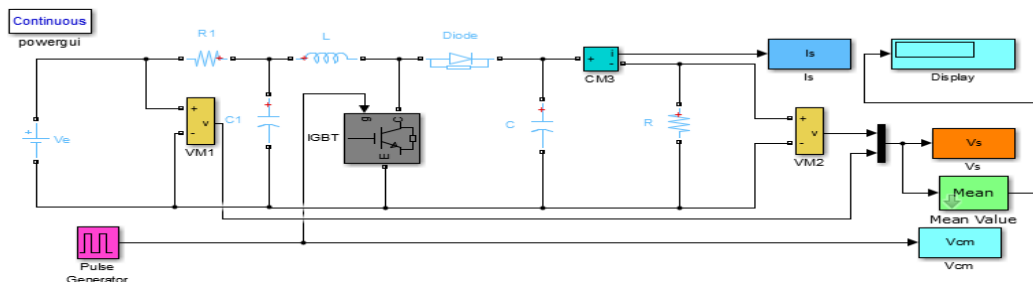 Continuous
powergui
R1
L
Diode
i
+
-
CM3
Is
Is
Display
+
-
v
VM1
C1
g
C
E
IGBT
C
R
+
-
v
VM2
Vs
Vs
Ve
Mean
Mean Value
Pulse
Generator
Vcm
Vcm